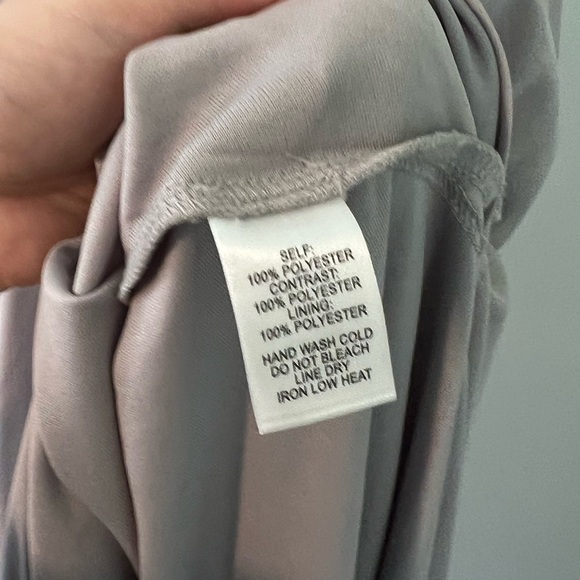 SELF:
100% POLYESTER
CONTRAST:
100% POLYESTER
LINING:
100% POLYESTER
HAND WASH COLD
DO NOT BLEACH
LINE DRY
IRON LOW HEAT